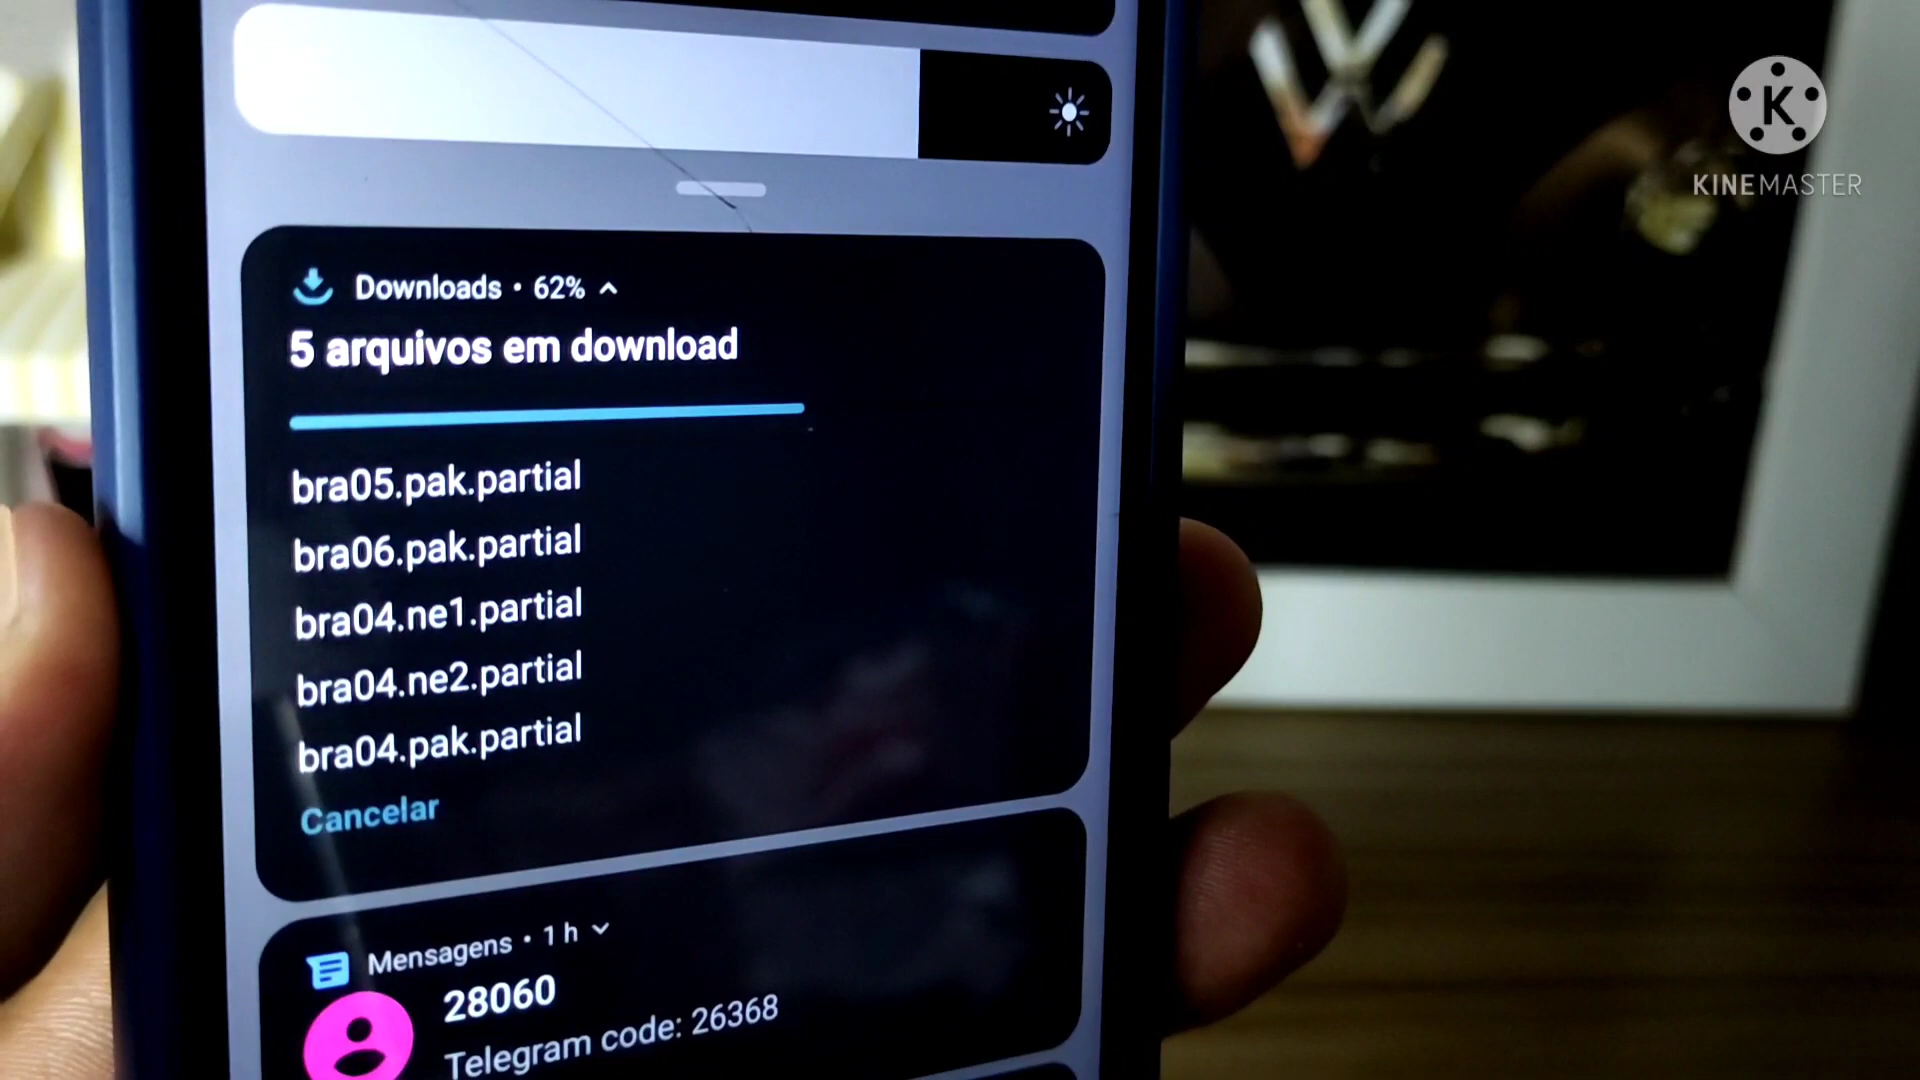 K
KINEMASTER
Downloads • 62%
5 arquivos em download
bra05.pak.partial
bra06.pak.partial
bra04.ne1.partial
bra04.ne2.partial
bra04.pak.partial
Cancelar
Mensagens • 1 h
28060
Telegram code: 26368